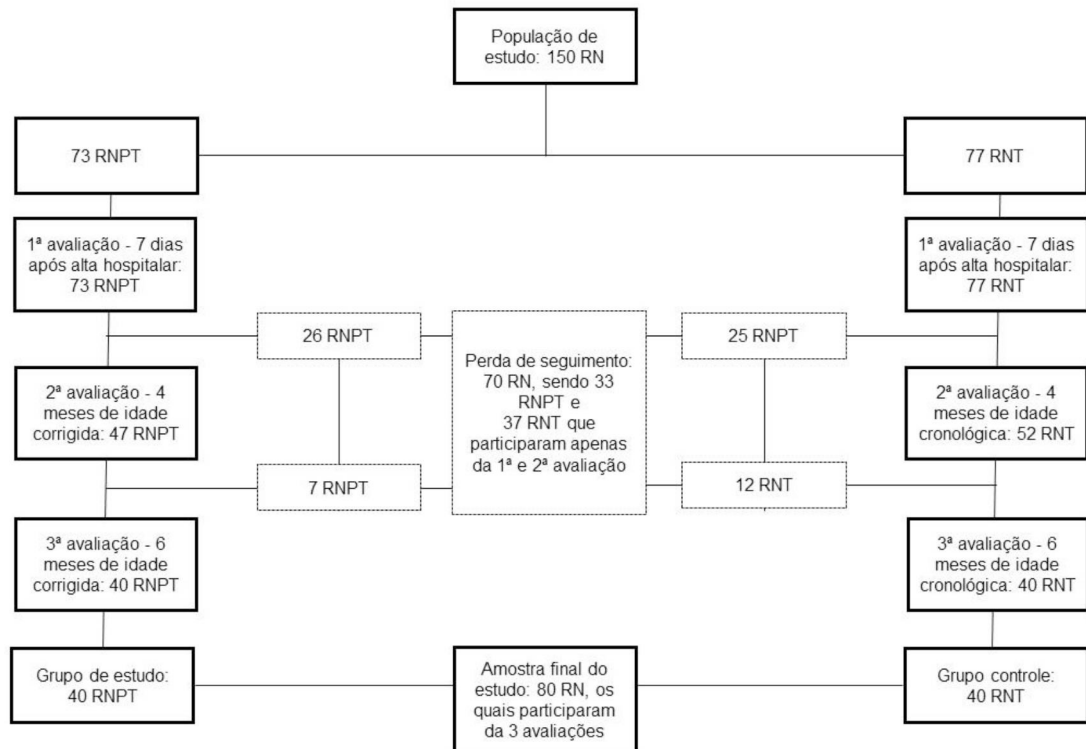 População de
estudo: 150 RN
73 RNPT
77 RNT
1ª avaliação - 7 dias
após alta hospitalar:
73 RNPT
1ª avaliação - 7 dias
após alta hospitalar:
77 RNT
26 RNPT
Perda de seguimento:
70 RN, sendo 33
RNPT e
37 RNT que
participaram apenas
da 1ª e 2ª avaliação
25 RNPT
2ª avaliação - 4
meses de idade
corrigida: 47 RNPT
2ª avaliação - 4
meses de idade
cronológica: 52 RNT
7 RNPT
12 RNT
3ª avaliação - 6
meses de idade
corrigida: 40 RNPT
3ª avaliação - 6
meses de idade
cronológica: 40 RNT
Grupo de estudo:
40 RNPT
Amostra final do
estudo: 80 RN, os
quais participaram
da 3 avaliações
Grupo controle:
40 RNT